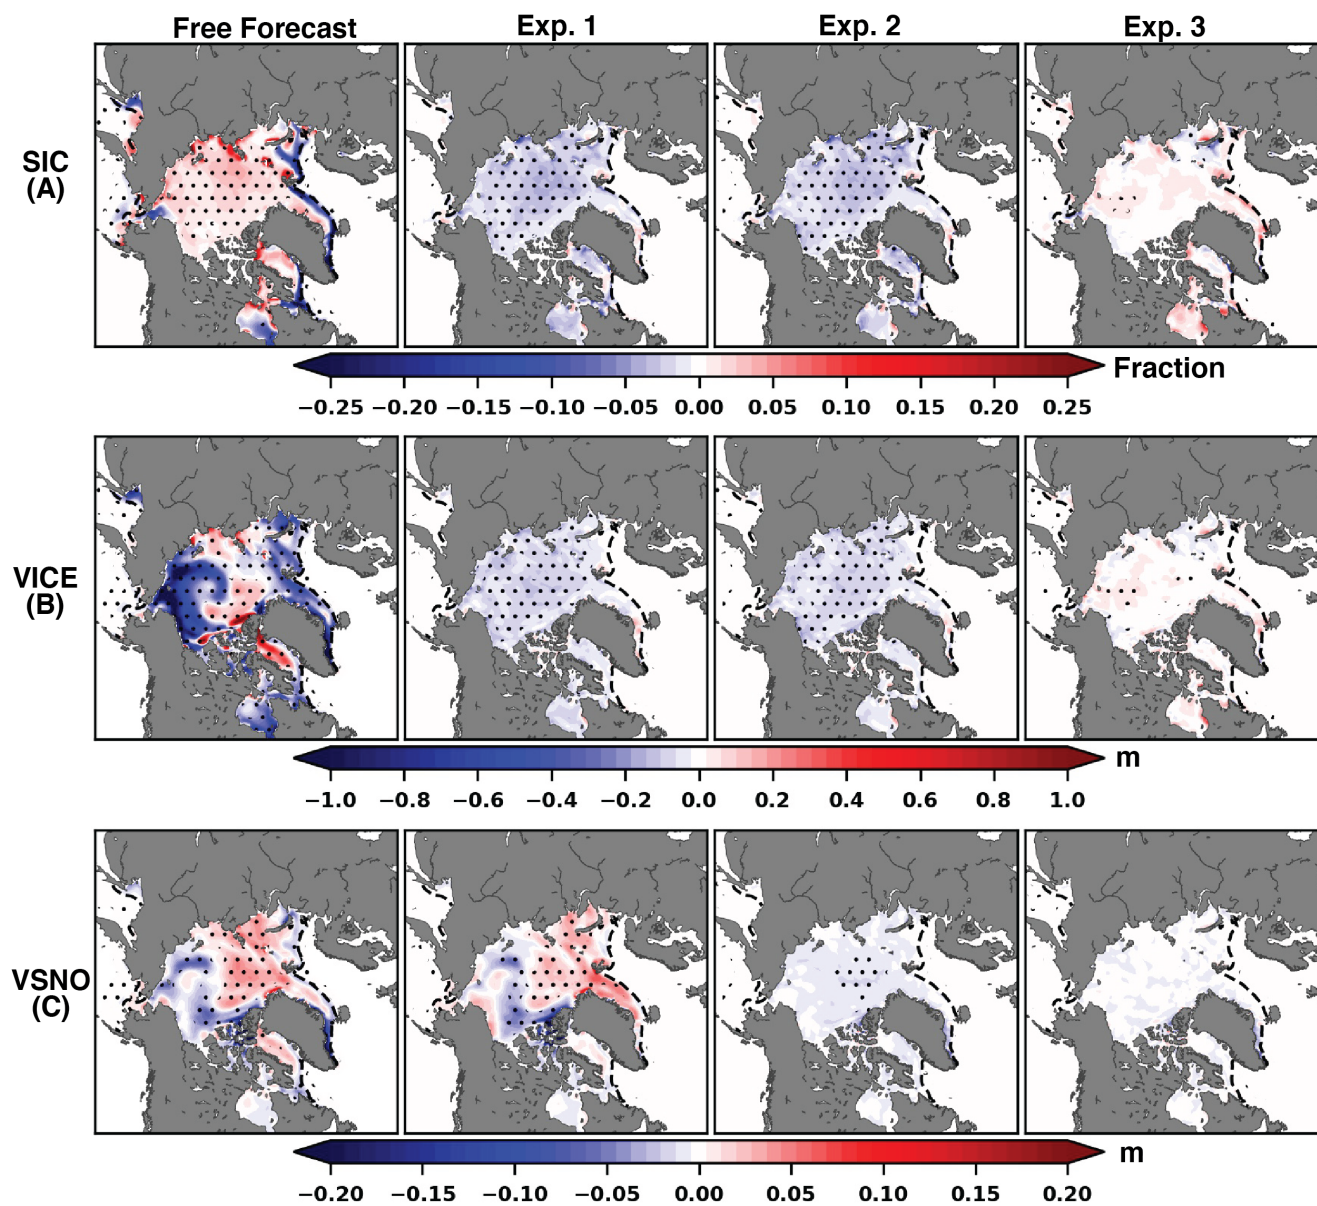 Free Forecast Exp. 1 Exp. 2 Exp. 3
SIC
(A)
−0.25 −0.20 −0.15 −0.10 −0.05 0.00 0.05 0.10 0.15 0.20 0.25
Fraction
VICE
(B)
−1.0 −0.8 −0.6 −0.4 −0.2 0.0 0.2 0.4 0.6 0.8 1.0
m
VSNO
(C)
−0.20 −0.15 −0.10 −0.05 0.00 0.05 0.10 0.15 0.20
m